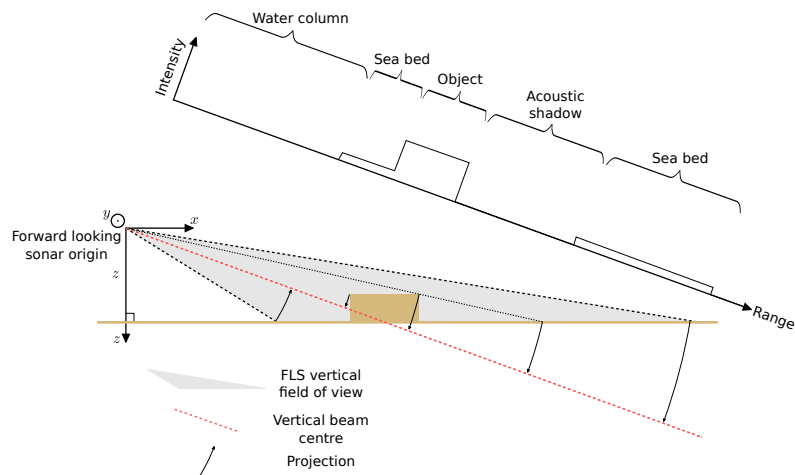 Water column
Sea bed
Object
Acoustic
shadow
Sea bed
Intensity
Range
y
x
Forward looking
sonar origin
z
z
FLS vertical
field of view
Vertical beam
centre
Projection